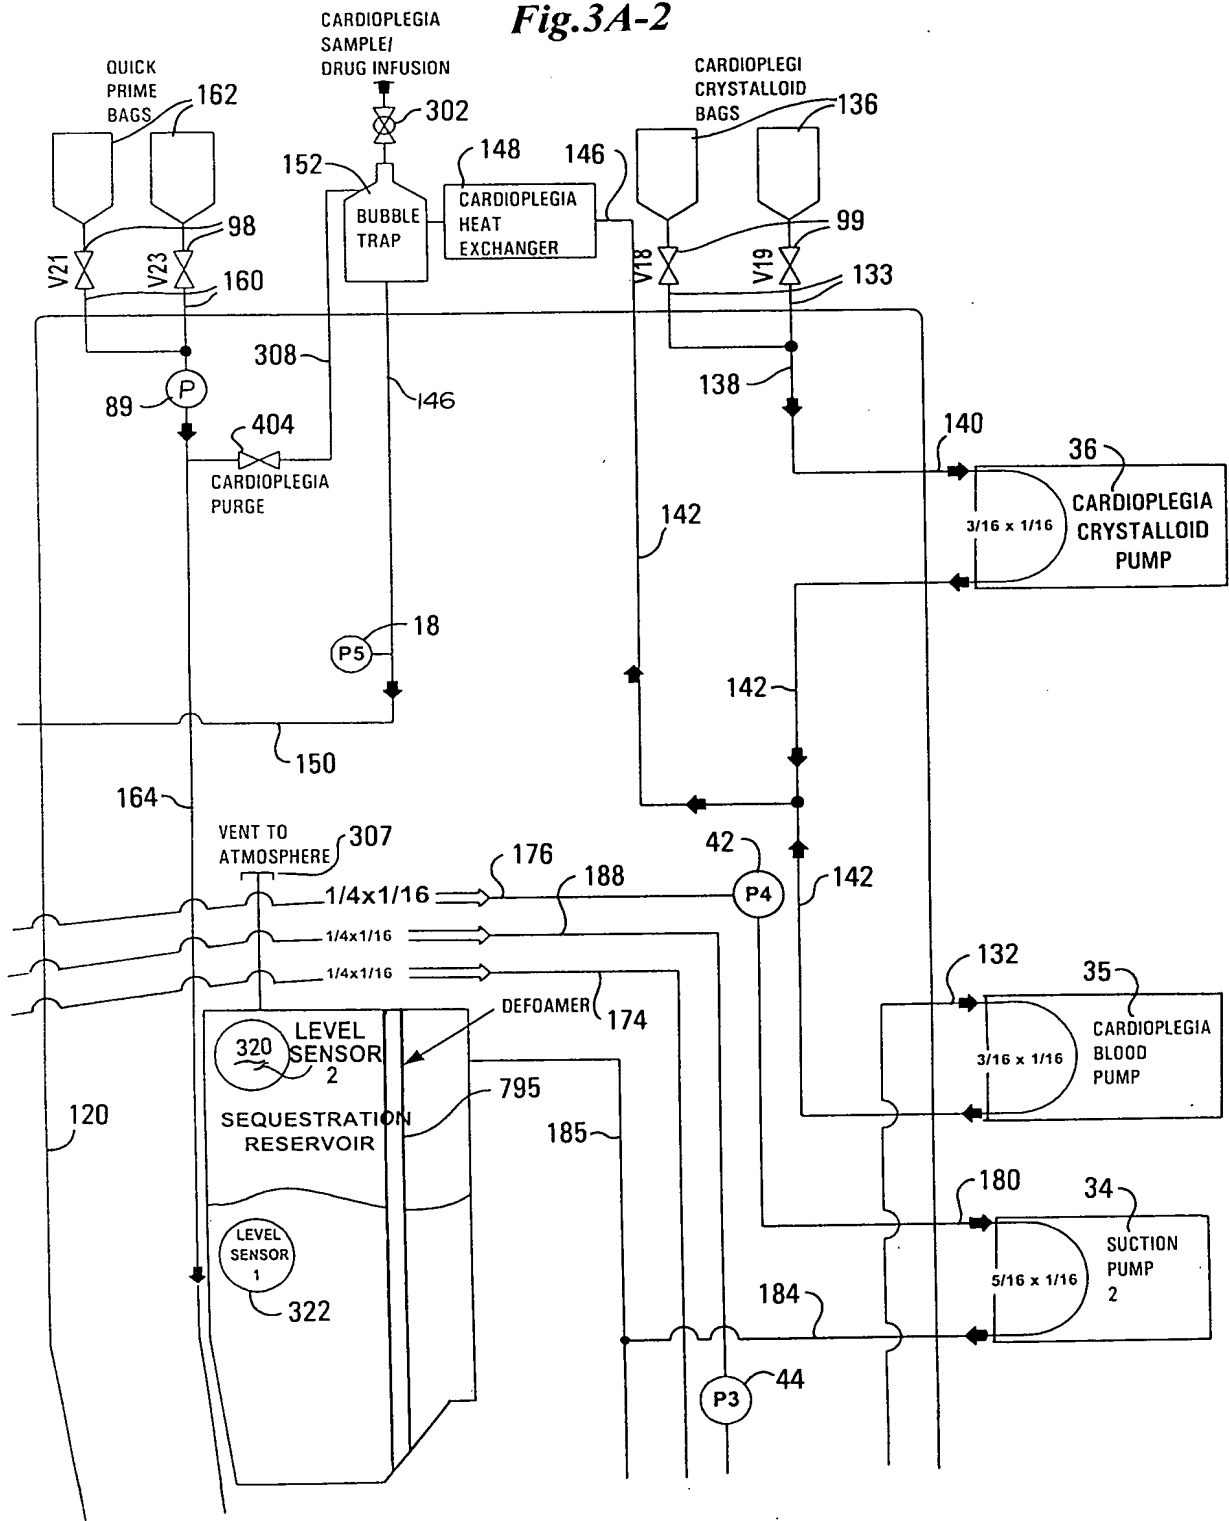 Fig.3A-2
CARDIOPLEGIA
SAMPLE/
DRUG INFUSION
QUICK
PRIME
BAGS
162
302
CARDIOPLEGI
CRYSTALLOID
BAGS
136
152
148
146
BUBBLE
TRAP
CARDIOPLEGIA
HEAT
EXCHANGER
98
V21
V23
160
99
V18
V19
133
308
146
138
P
89
404
CARDIOPLEGIA
PURGE
142
140
36
CARDIOPLEGIA
CRYSTALLOID
PUMP
3/16 x 1/16
18
P5
142
150
164
VENT TO
ATMOSPHERE
307
42
P4
142
1/4x1/16
176
188
1/4x1/16
1/4x1/16
174
132
35
CARDIOPLEGIA
BLOOD
PUMP
3/16 x 1/16
DEFOAMER
320
LEVEL
SENSOR
2
795
SEQUESTRATION
RESERVOIR
120
185
180
34
SUCTION
PUMP
2
5/16 x 1/16
LEVEL
SENSOR
1
322
184
44
P3